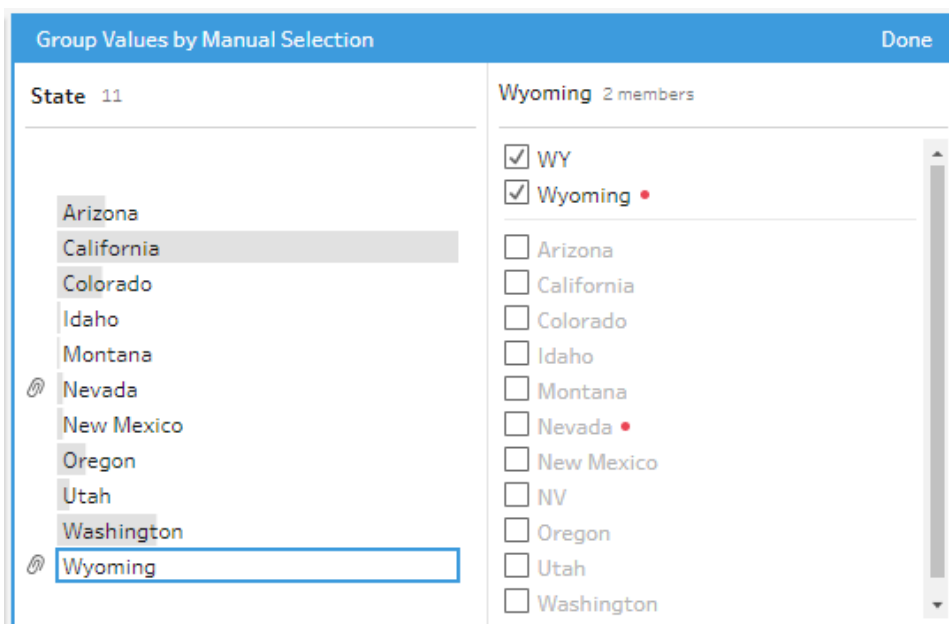 Group Values by Manual Selection Done
State 11
Arizona
California
Colorado
Idaho
Montana
Nevada
New Mexico
Oregon
Utah
Washington
Wyoming
Wyoming 2 members
WY
Wyoming
Arizona
California
Colorado
Idaho
Montana
Nevada
New Mexico
NV
Oregon
Utah
Washington